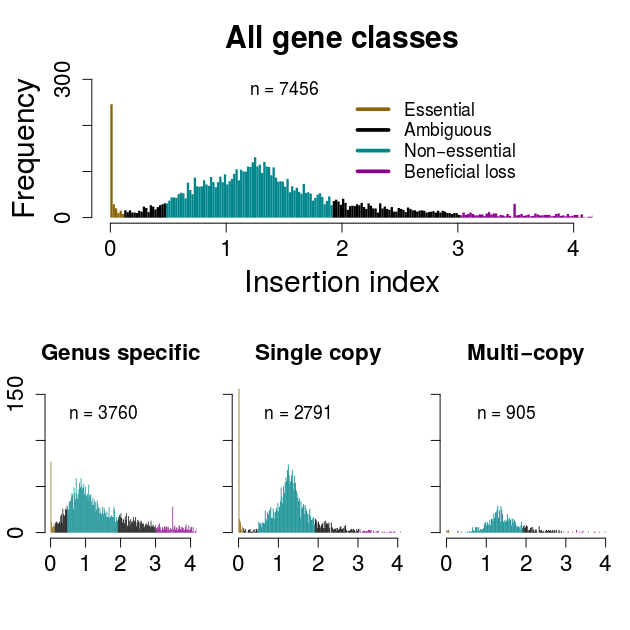 All gene classes
300
n = 7456
Essential
Ambiguous
Non−essential
Beneficial loss
Frequency
0
0 1 2 3 4
Insertion index
Genus specific Single copy Multi−copy
150
n = 3760 n = 2791 n = 905
0
0 1 2 3 4 0 1 2 3 4 0 1 2 3 4